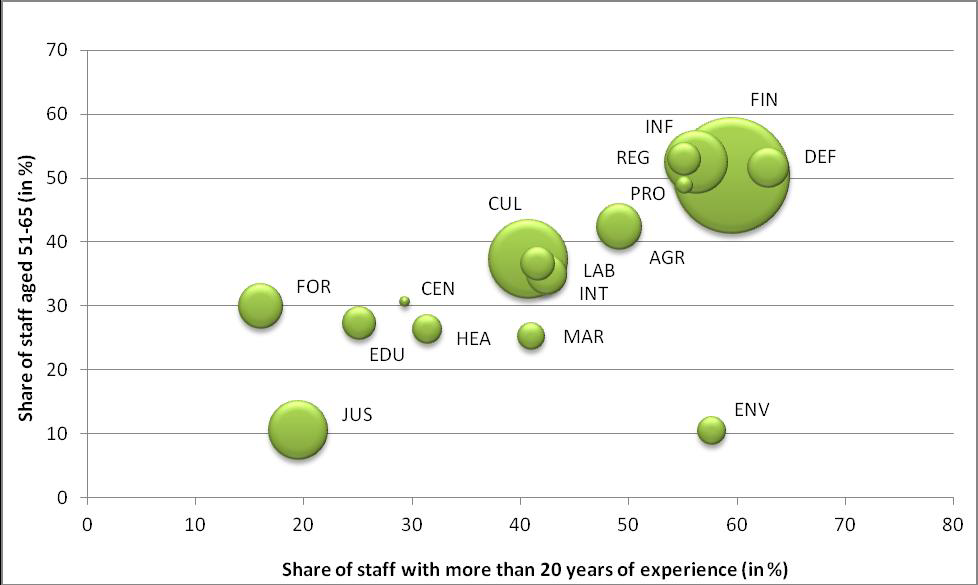 70
60
50
40
30
20
10
0
Share of staff aged 51-65 (in %)
FIN
INF
REG
DEF
PRO
CUL
AGR
LAB
INT
FOR
CEN
EDU
HEA
MAR
JUS
ENV
0 10 20 30 40 50 60 70 80
Share of staff with more than 20 years of experience (in %)